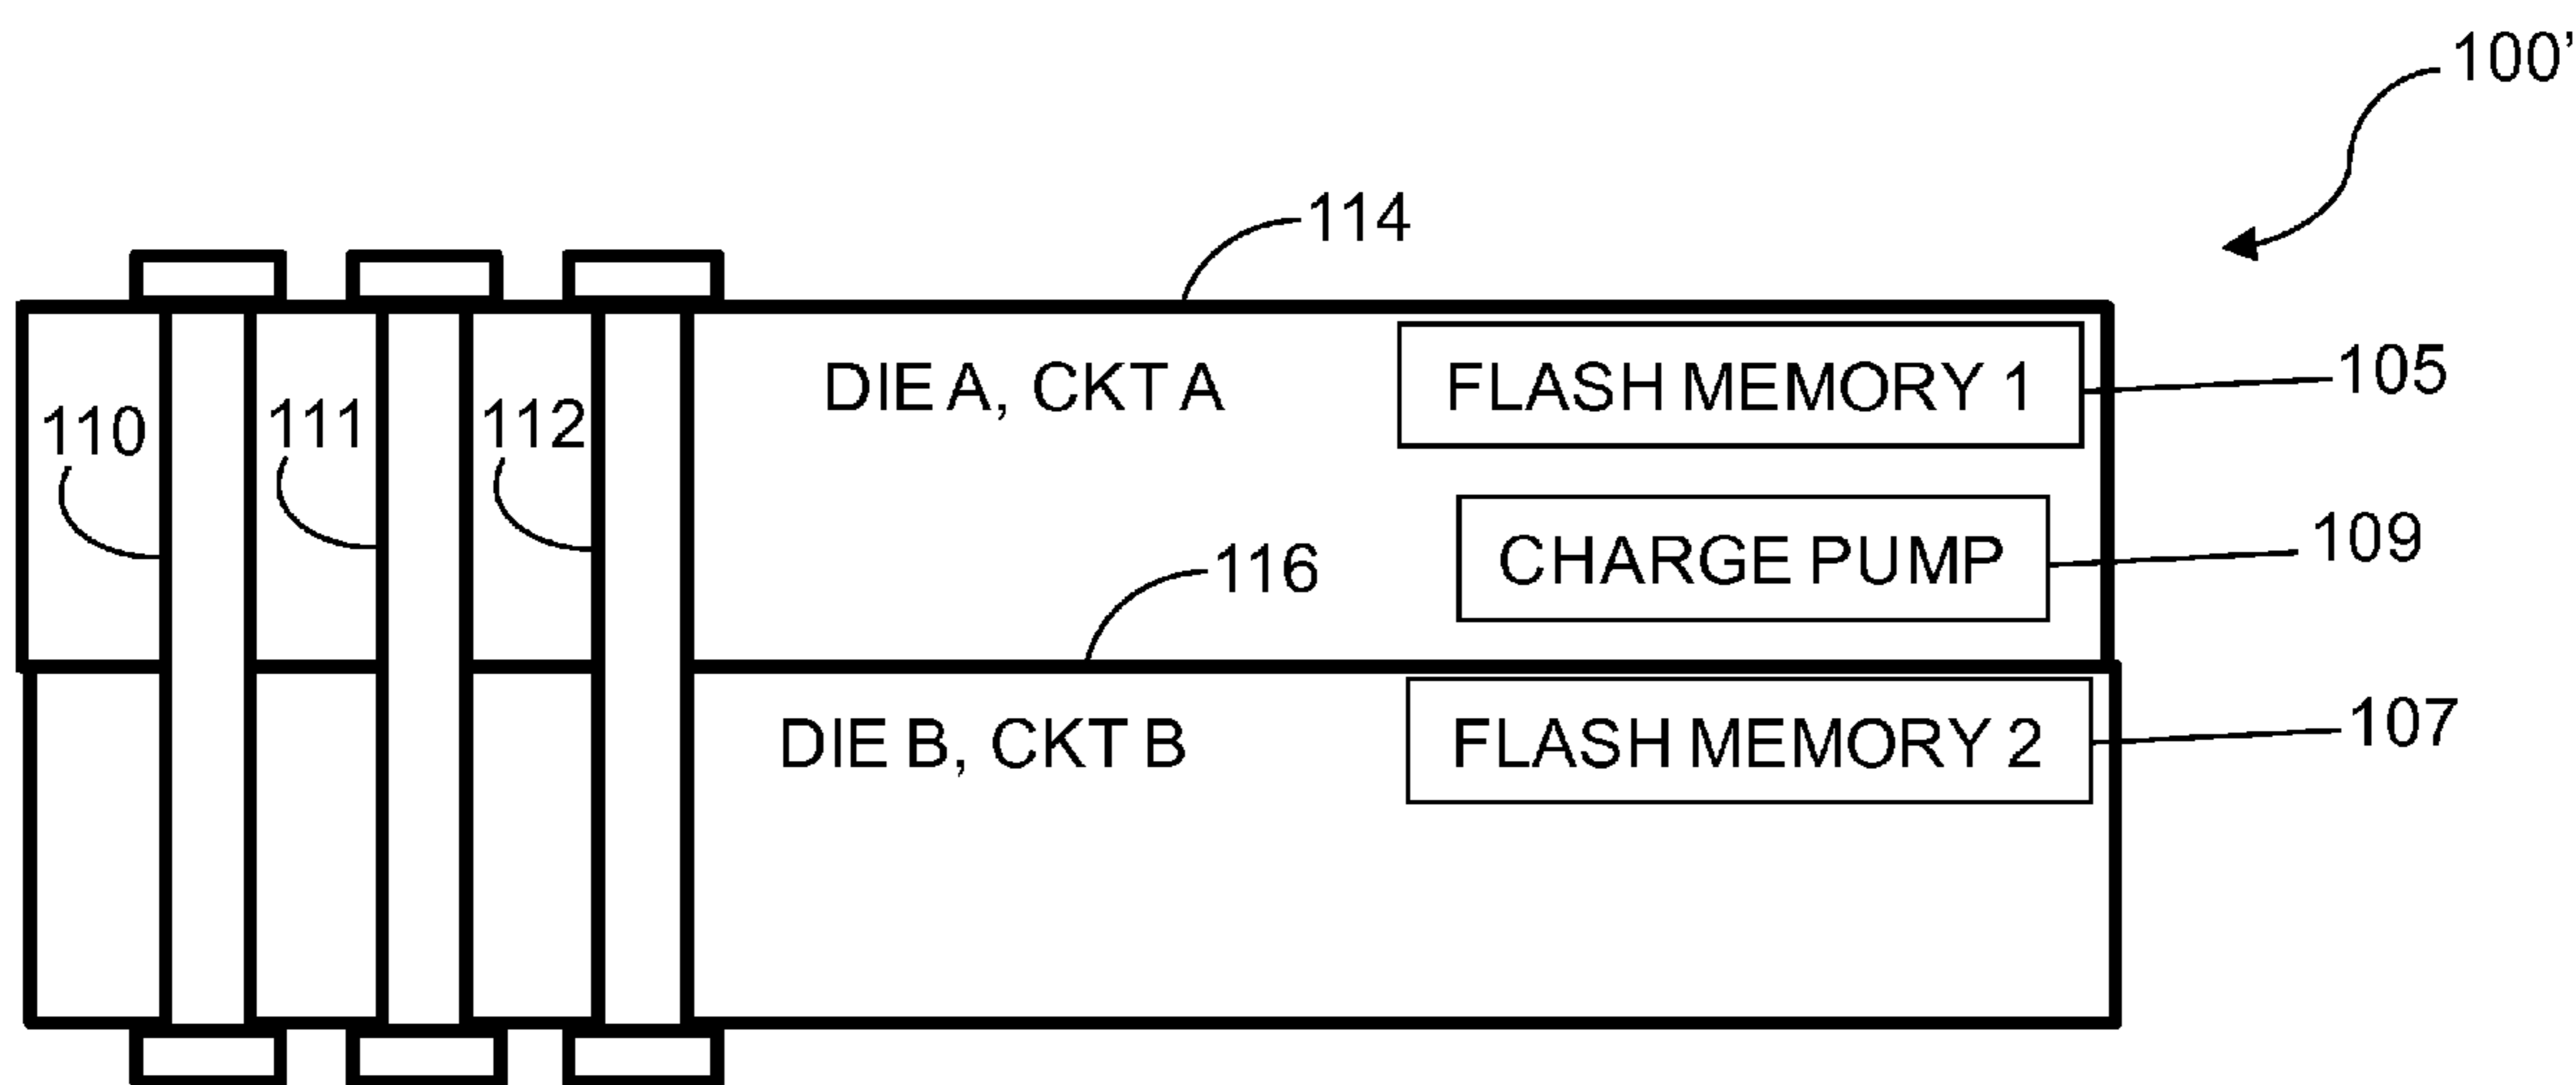 100’
114
DIE A, CKT A
FLASH MEMORY 1
105
110
111
112
CHARGE PUMP
109
116
DIE B, CKT B
FLASH MEMORY 2
107